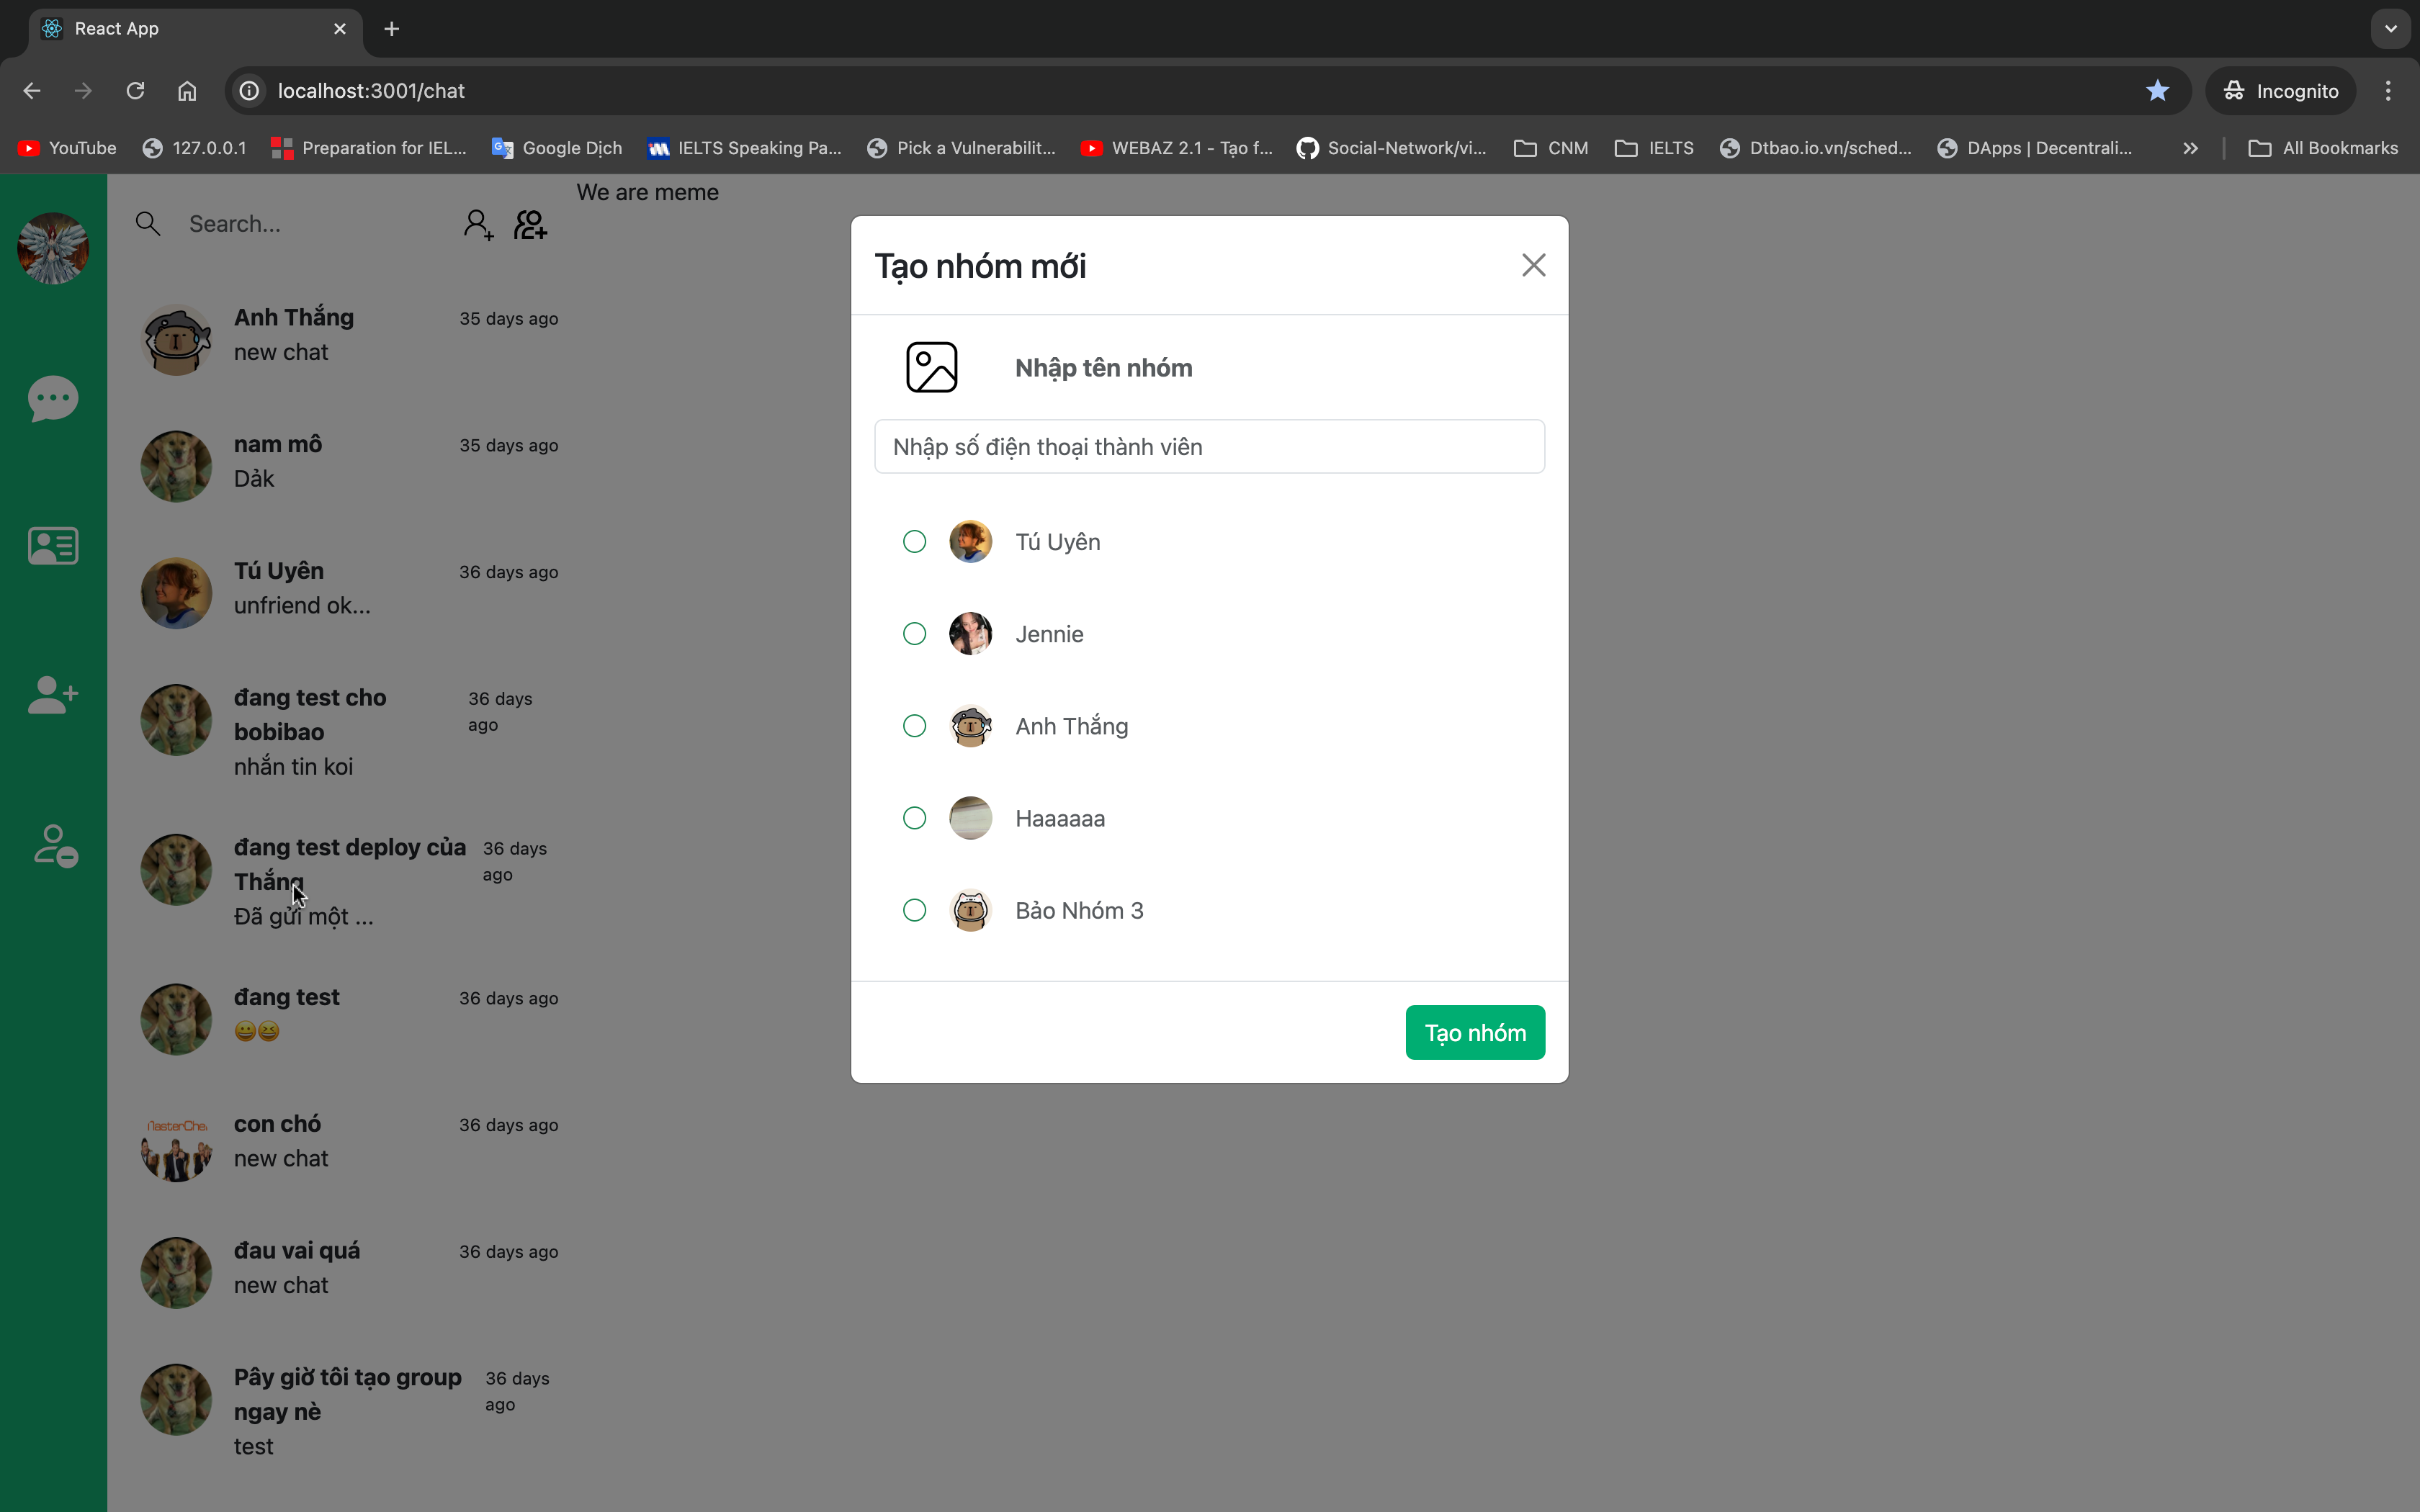 React App
localhost:3001/chat
Incognito
YouTube
127.0.0.1
Preparation for IEL...
Google Dịch
IELTS Speaking Pa...
Pick a Vulnerabilit...
WEBAZ 2.1 - Tạo f...
Social-Network/vi...
CNM
IELTS
Dtbao.io.vn/sched...
DApps | Decentrali...
All Bookmarks
We are meme
Search...
Anh Thắng
35 days ago
new chat
nam mô
35 days ago
Dảk
Tú Uyên
36 days ago
unfriend ok...
đang test cho
bobibao
36 days
ago
nhắn tin koi
đang test deploy của
Thắng
36 days
ago
Đã gửi một ...
đang test
36 days ago
😀😆
MasterChef
con chó
36 days ago
new chat
đau vai quá
36 days ago
new chat
Pây giờ tôi tạo group
ngay nè
36 days
ago
test
Tạo nhóm mới
Nhập tên nhóm
Nhập số điện thoại thành viên
Tú Uyên
Jennie
Anh Thắng
Haaaaaa
Bảo Nhóm 3
Tạo nhóm